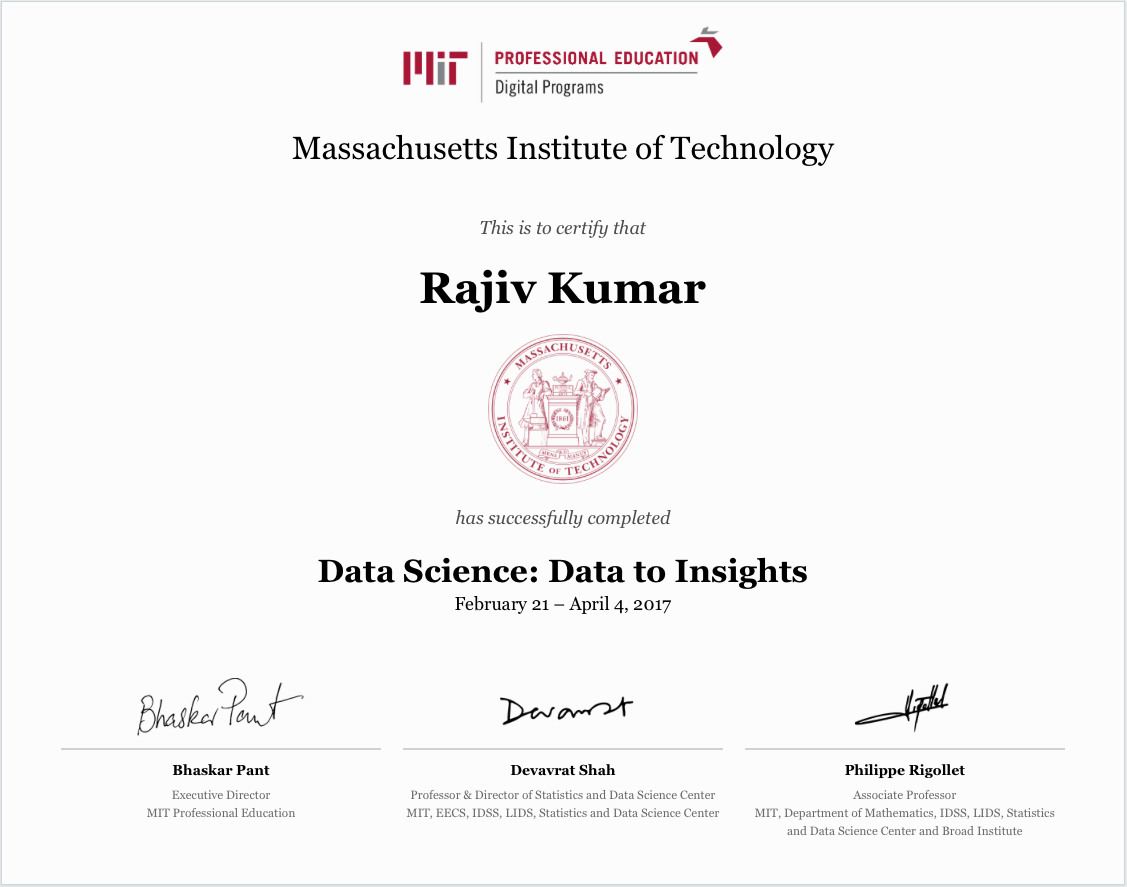 MIT PROFESSIONAL EDUCATION
Digital Programs
Massachusetts Institute of Technology
This is to certify that
Rajiv Kumar
MASSACHUSETTS
1861
MENS ET MANUS
INSTITUTE OF TECHNOLOGY
has successfully completed
Data Science: Data to Insights
February 21 – April 4, 2017
Bhaskar Pant
Devavrat
Bhaskar Pant
Executive Director
MIT Professional Education
Devavrat Shah
Professor & Director of Statistics and Data Science Center
MIT, EECS, IDSS, LIDS, Statistics and Data Science Center
Philippe Rigollet
Associate Professor
MIT, Department of Mathematics, IDSS, LIDS, Statistics
and Data Science Center and Broad Institute